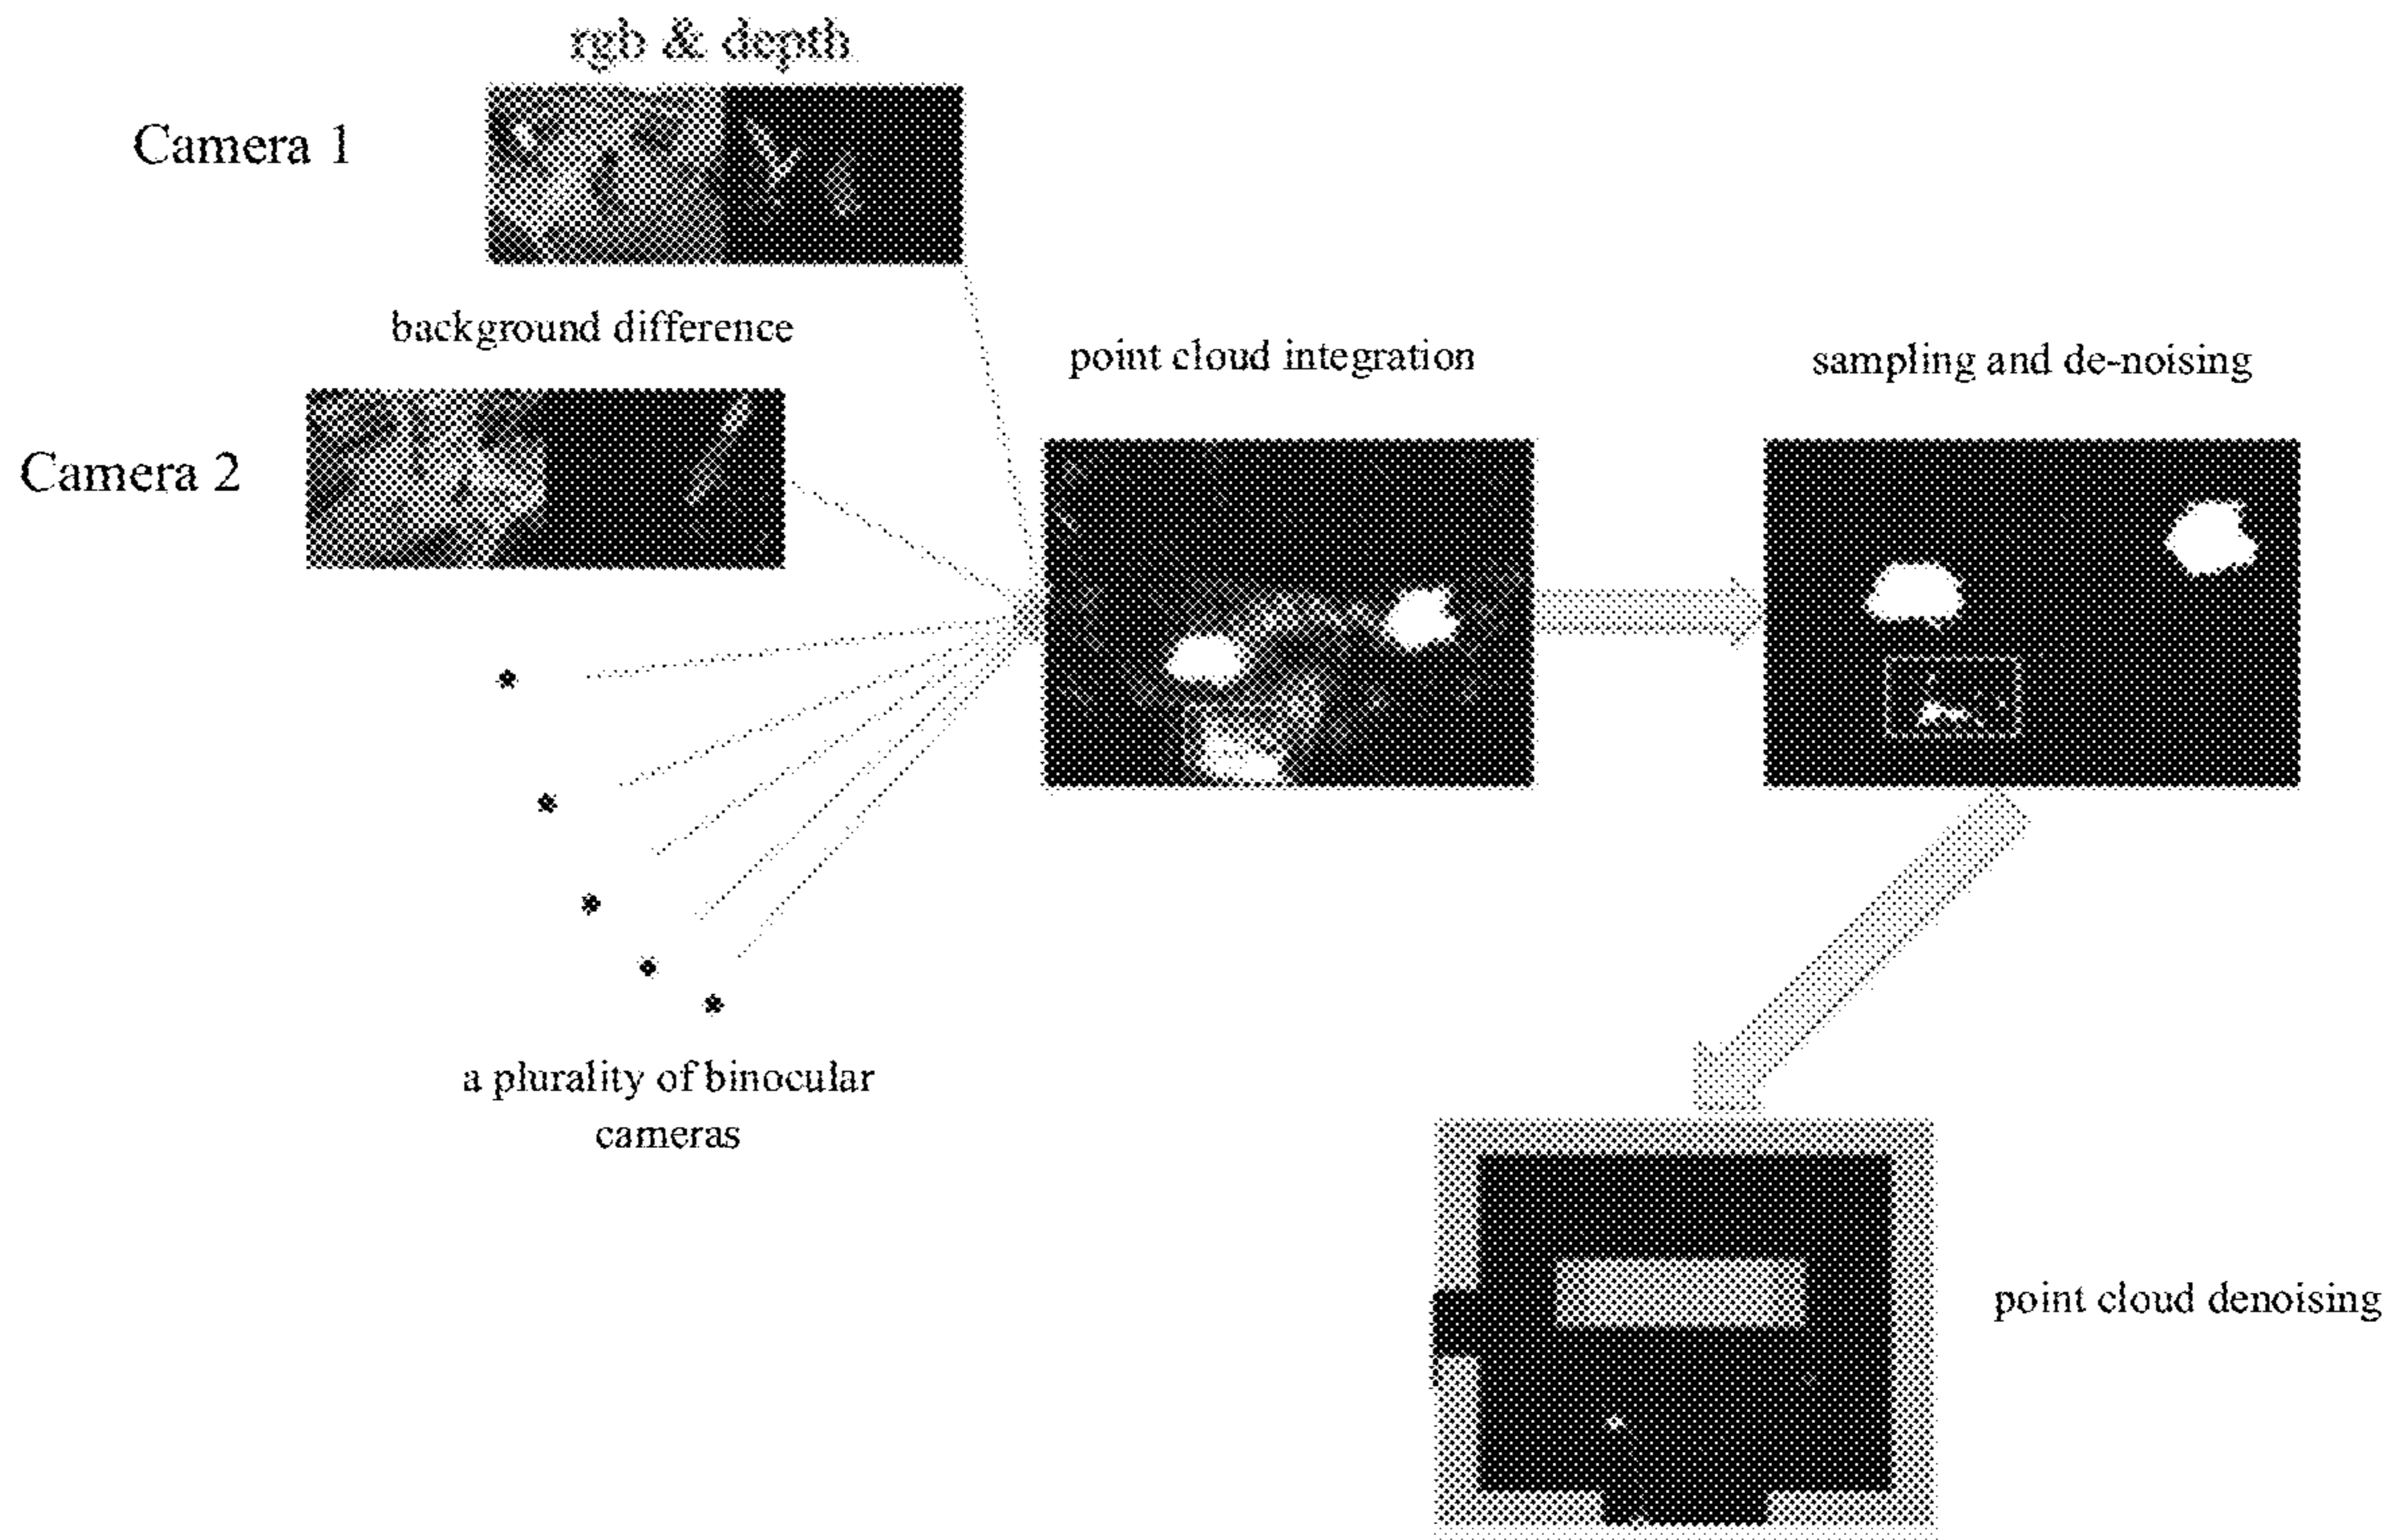 rgb & depth
Camera 1
background difference
Camera 2
point cloud integration
sampling and de-noising
a plurality of binocular
cameras
point cloud denoising